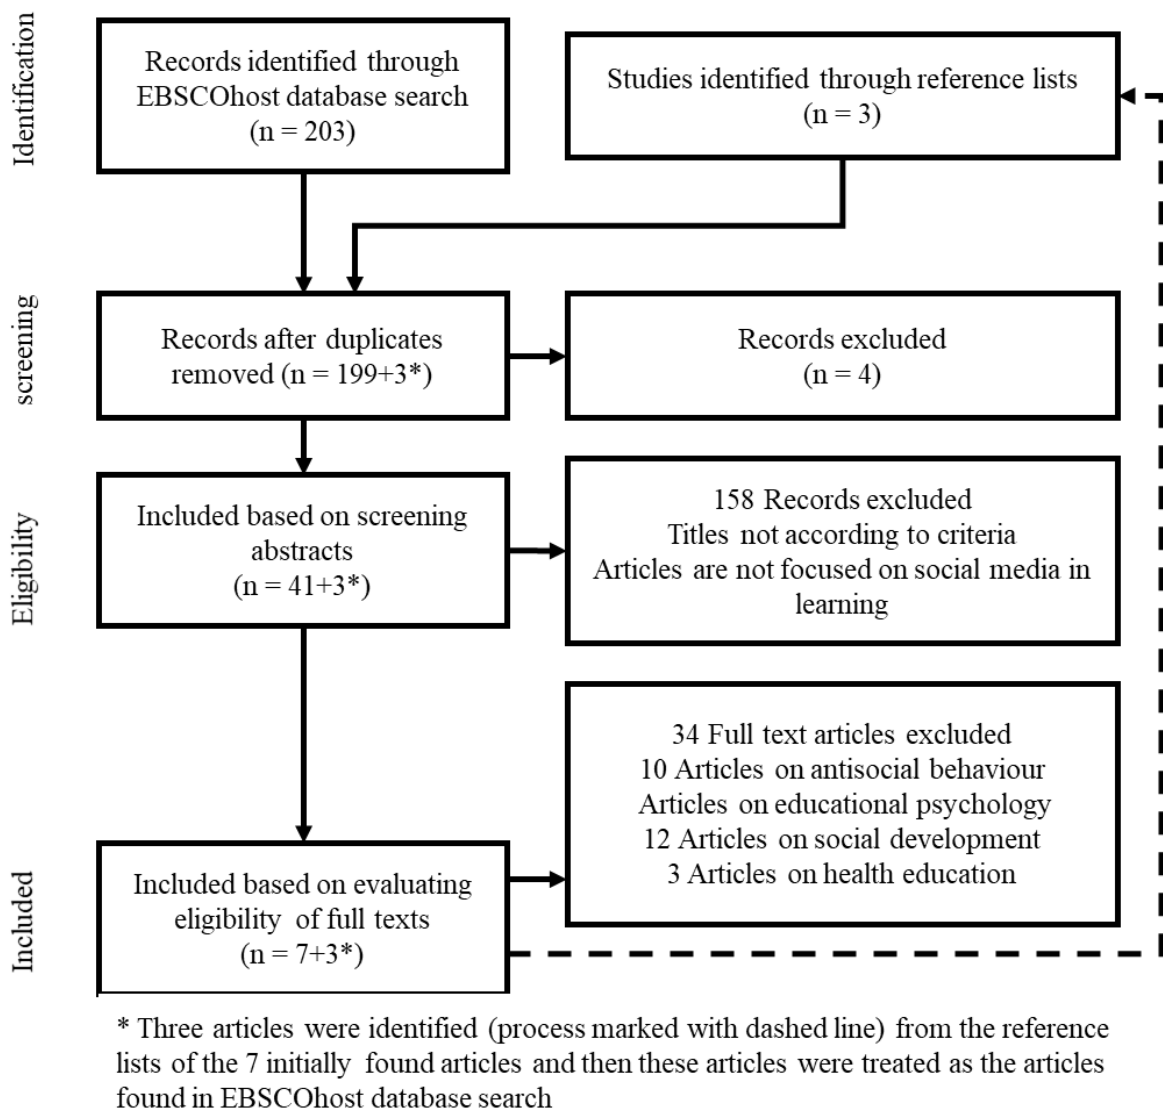 Identification
Records identified through
EBSCOhost database search
(n = 203)
Studies identified through reference lists
(n = 3)
screening
Records after duplicates
removed (n = 199+3*)
Records excluded
(n = 4)
Eligibility
Included based on screening
abstracts
(n = 41+3*)
158 Records excluded
Titles not according to criteria
Articles are not focused on social media in
learning
34 Full text articles excluded
10 Articles on antisocial behaviour
Articles on educational psychology
12 Articles on social development
3 Articles on health education
Included
Included based on evaluating
eligibility of full texts
(n = 7+3*)
* Three articles were identified (process marked with dashed line) from the reference
lists of the 7 initially found articles and then these articles were treated as the articles
found in EBSCOhost database search